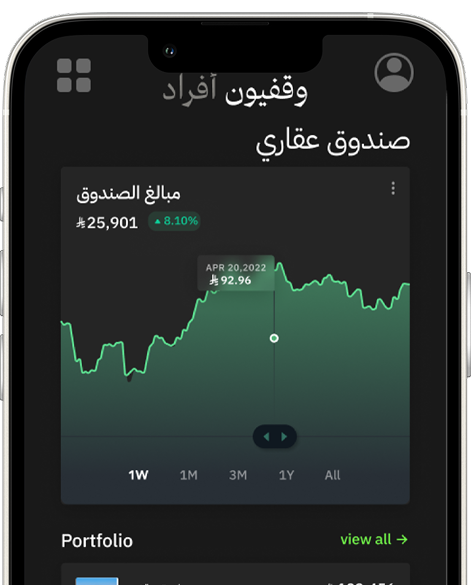 وقفيون أفراد
صندوق عقاري
مبالغ الصندوق
⃁25,901 ▲ 8.10%
APR 20,2022
⃁ 92.96
1W 1M 3M 1Y All
Portfolio view all →